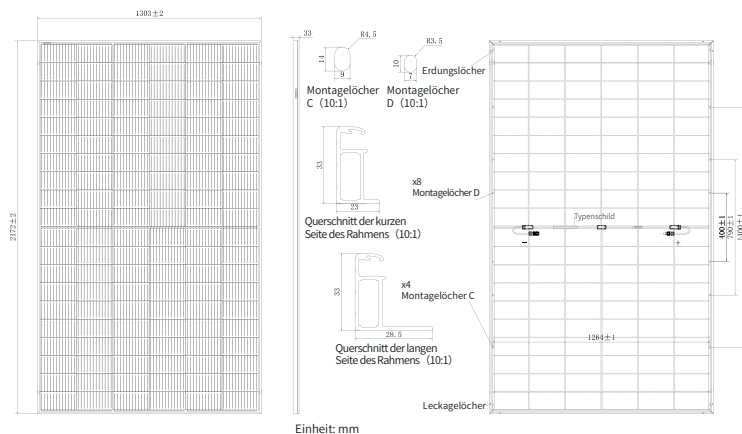 1303±2
2172±2
33
R4.5
14
9
Montagelöcher
C (10:1)
R3.5
10
7
Montagelöcher
D (10:1)
33
23
Querschnitt der kurzen
Seite des Rahmens (10:1)
33
28.5
Querschnitt der langen
Seite des Rahmens (10:1)
Erdungslöcher
x8
Montagelöcher D
Typenschild
−
+
400±1
790±1
1400±1
x4
Montagelöcher C
1264±1
Leckagelöcher
Einheit: mm